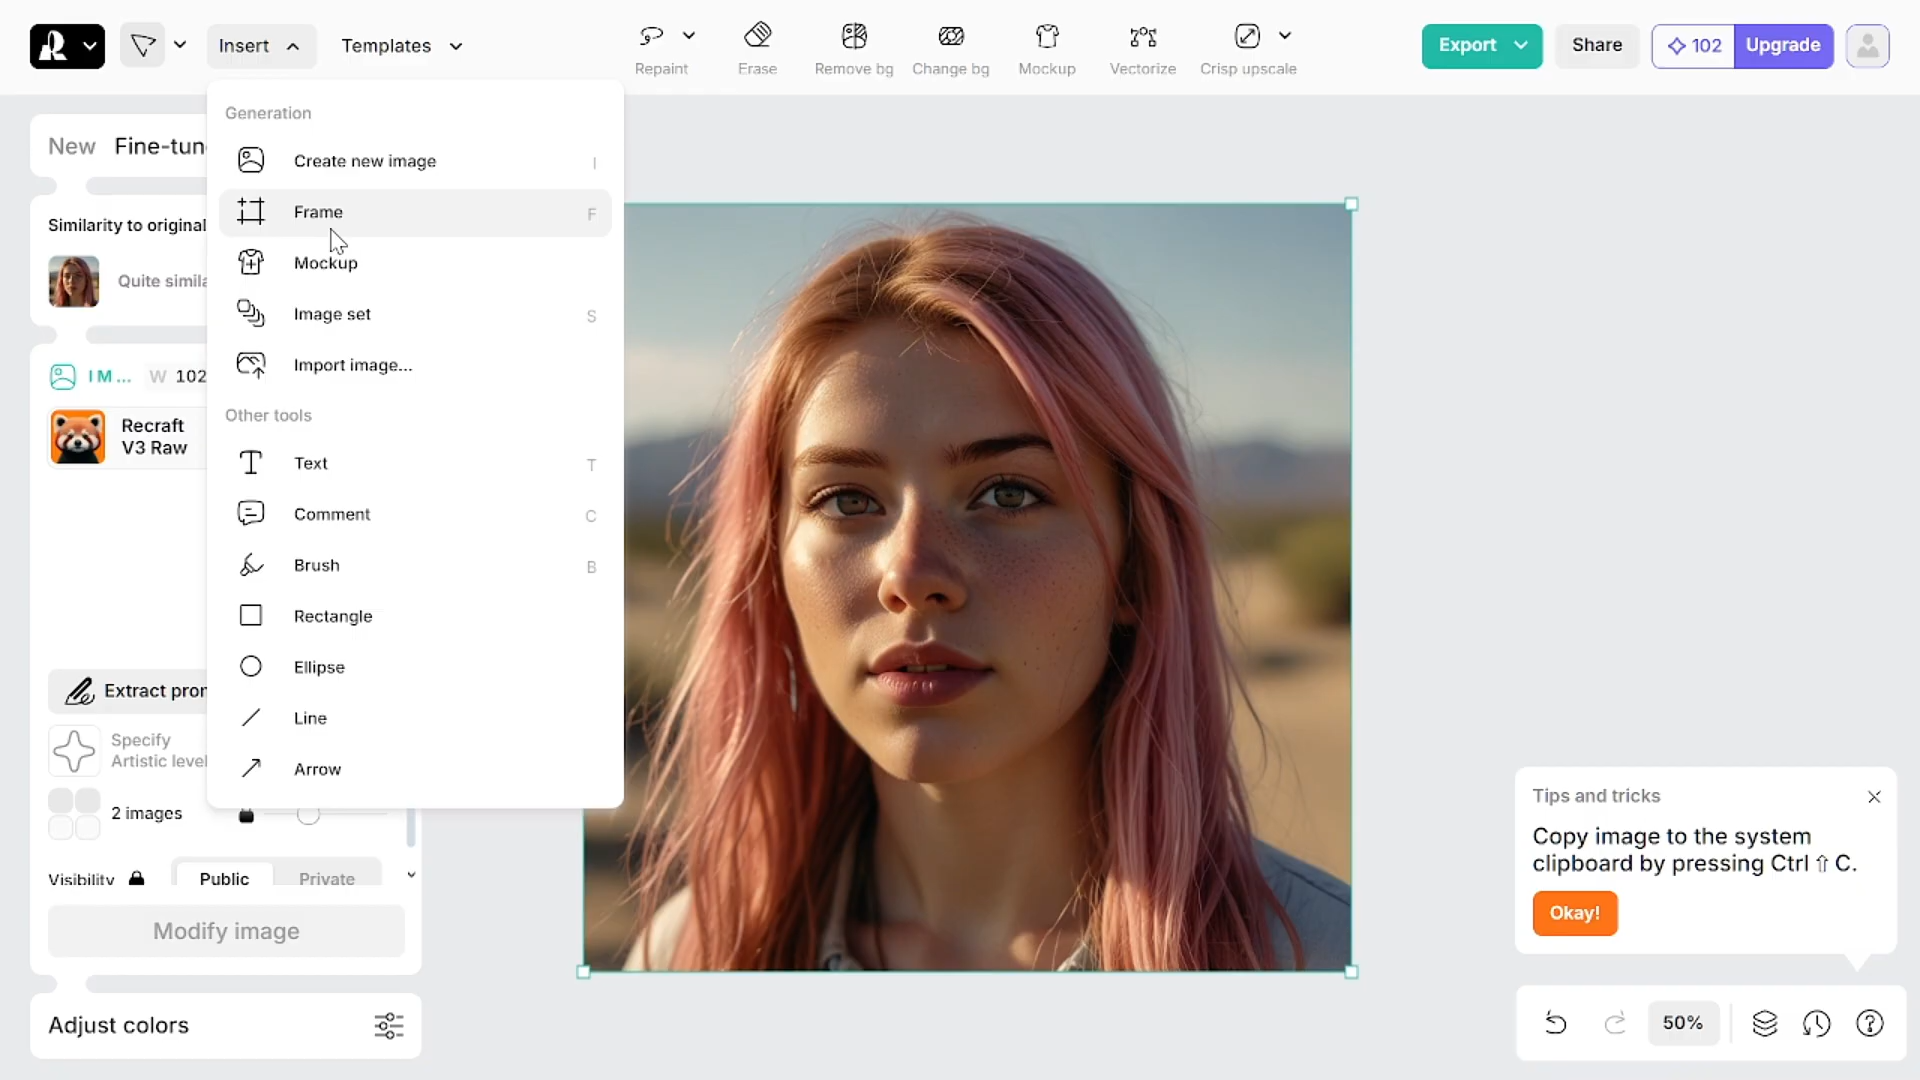 Insert
Templates
Repaint
Erase
Remove bg
Change bg
Mockup
Vectorize
Crisp upscale
Export
Share
102
Upgrade
Generation
Create new image I
Frame F
Mockup
Image set S
Import image...
Other tools
Text T
Comment C
Brush B
Rectangle
Ellipse
Line
Arrow
New Fine-tun
Similarity to original
Quite simila
I M ... W 102
Recraft
V3 Raw
Extract pron
Specify
Artistic level
2 images
Visibility Public Private
Modify image
Adjust colors
Tips and tricks
Copy image to the system
clipboard by pressing Ctrl ⇧ C.
Okay!
50%